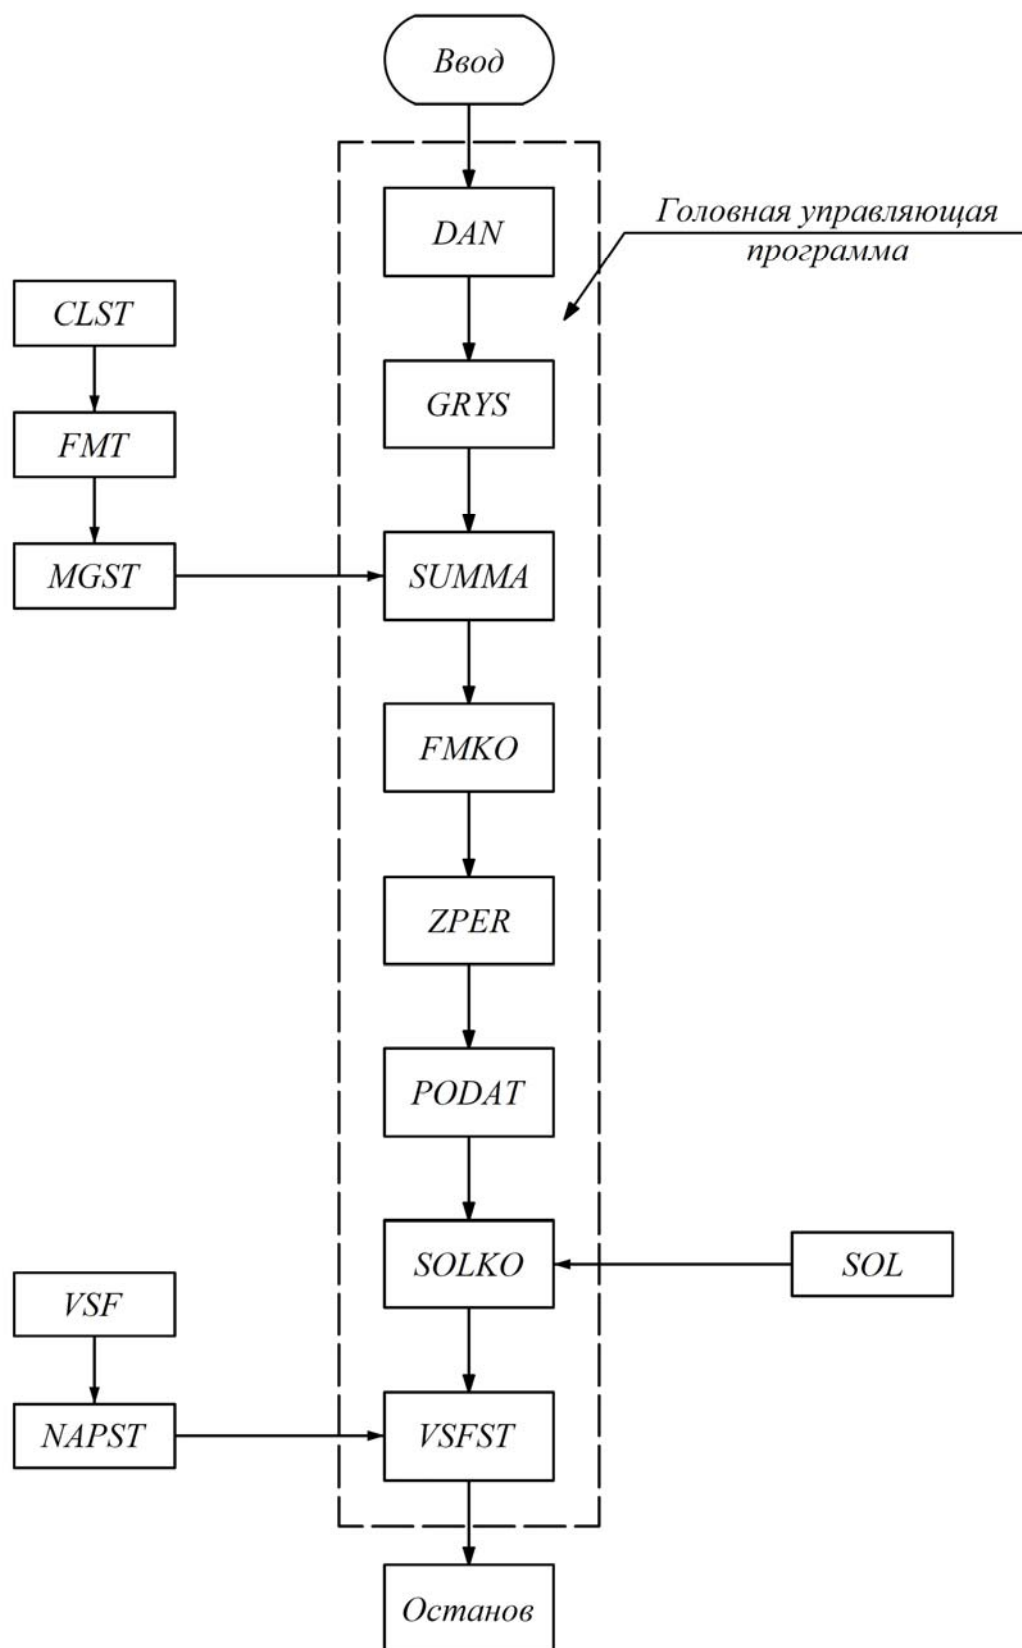 Ввод
DAN
Головная управляющая
программа
CLST
GRYS
FMT
MGST
SUMMA
FMKO
ZPER
PODAT
SOLKO
SOL
VSF
NAPST
VSFST
Останов